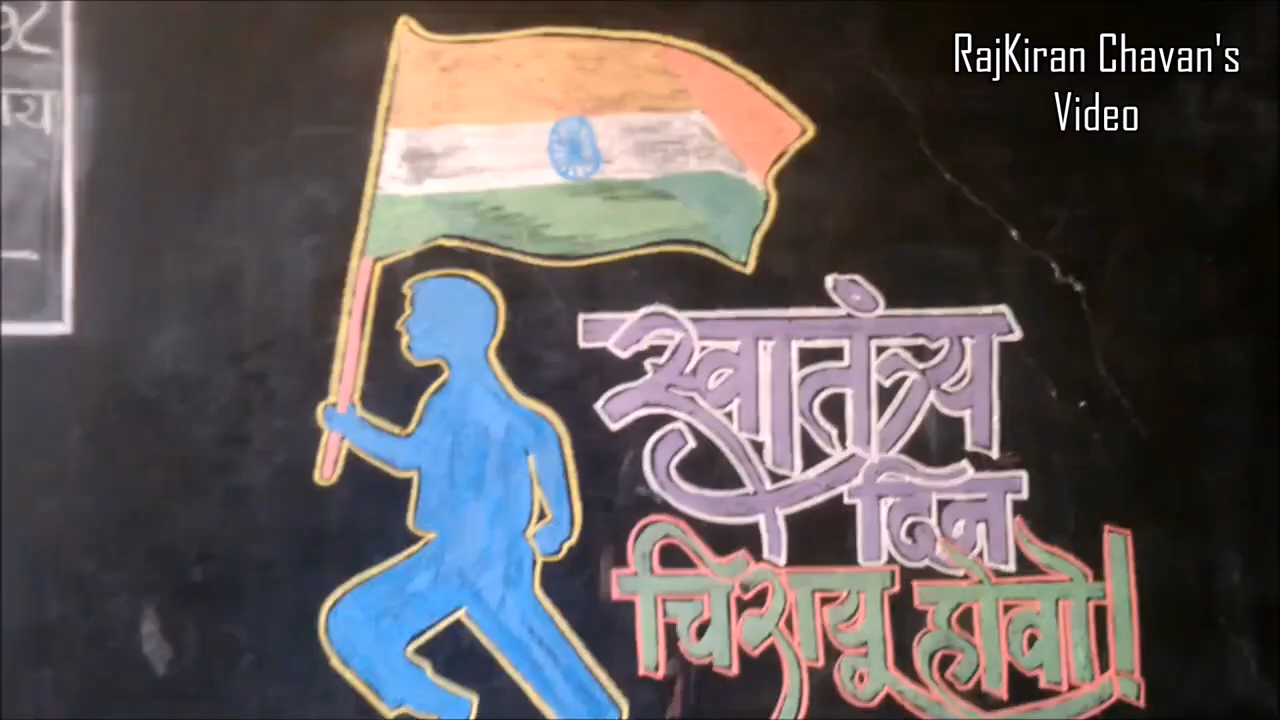 RajKiran Chavan's
Video
स्वातंत्र्य
दिन
चिरायू होवो!